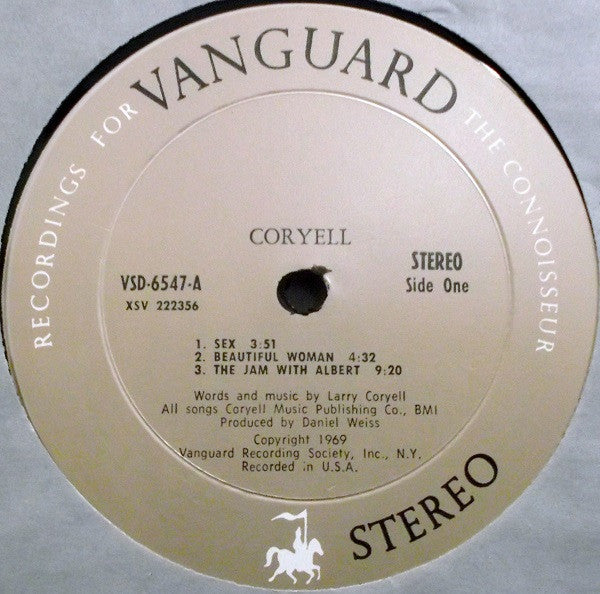 RECORDINGS FOR VANGUARD THE CONNOISSEUR
CORYELL
VSD-6547-A
XSV 222356
STEREO
Side One
1. SEX 3:51
2. BEAUTIFUL WOMAN 4:32
3. THE JAM WITH ALBERT 9:20
Words and music by Larry Coryell
All songs Coryell Music Publishing Co., BMI
Produced by Daniel Weiss
Copyright 1969
Vanguard Recording Society, Inc., N.Y.
Recorded in U.S.A.
STEREO